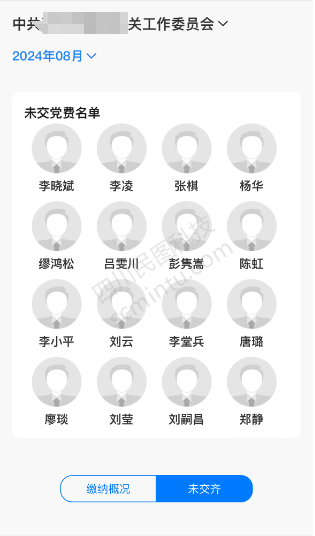 中共 关工作委员会
2024年08月
未交党费名单
李晓斌 李凌 张棋 杨华
缪鸿松 吕雯川 彭隽嵩 陈虹
李小平 刘云 李堂兵 唐璐
廖琰 刘莹 刘嗣昌 郑静
四川民图科技
scmintu.com
缴纳概况 未交齐